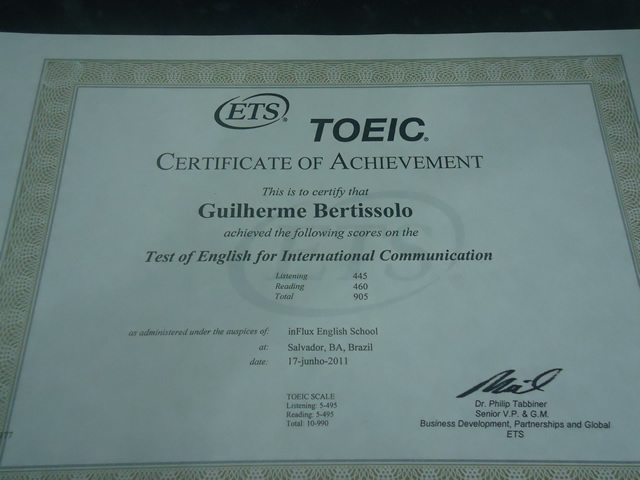 ETS®
TOEIC®
CERTIFICATE OF ACHIEVEMENT
This is to certify that
Guilherme Bertissolo
achieved the following scores on the
Test of English for International Communication
Listening 445
Reading 460
Total 905
as administered under the auspices of: inFlux English School
at: Salvador, BA, Brazil
date: 17-junho-2011
TOEIC SCALE
Listening: 5-495
Reading: 5-495
Total: 10-990
Dr. Philip Tabbiner
Senior V.P. & G.M.
Business Development, Partnerships and Global
ETS